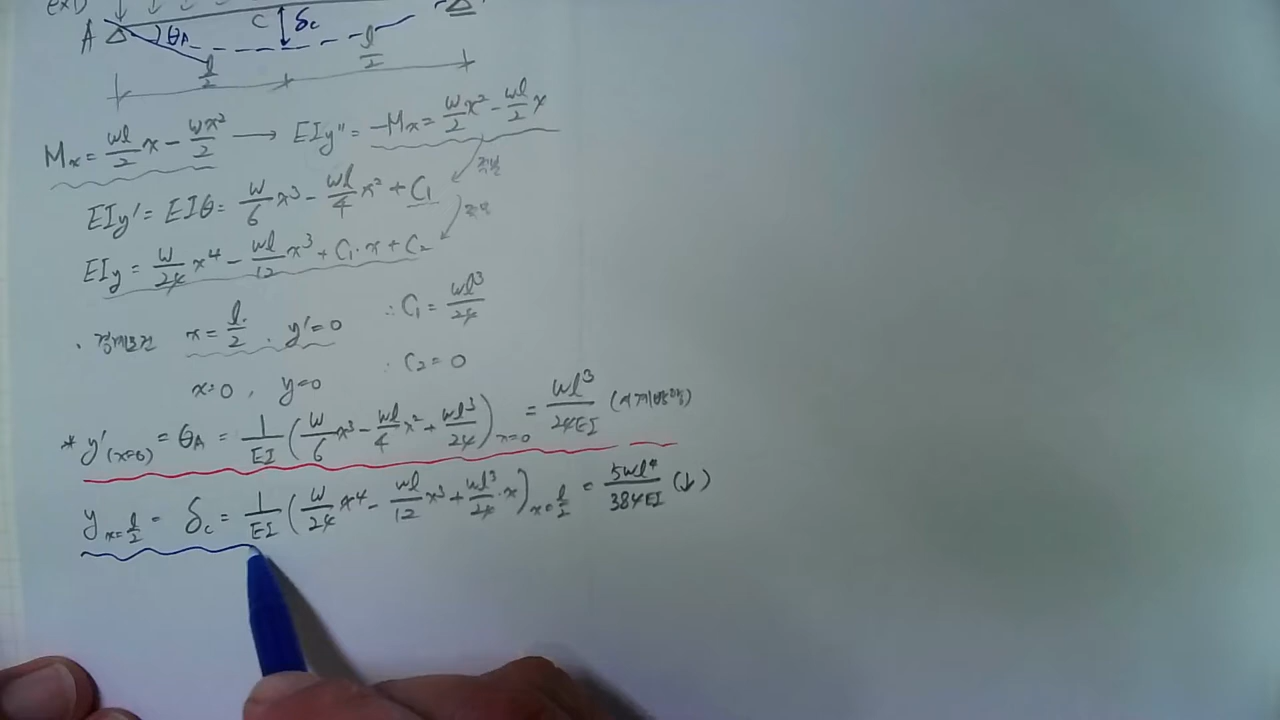 ex1)
A θA C δc
l/2 l/2
Mx = wl/2 x - wx²/2 → EIy'' = -Mx = w/2 x² - wl/2 x
적분
EIy' = EIθ = w/6 x³ - wl/4 x² + C₁
적분
EIy = w/24 x⁴ - wl/12 x³ + C₁·x + C₂
· 경계조건 x = l/2 , y' = 0 ∴ C₁ = wl³/24
x=0 , y=0 ∴ C₂ = 0
* y'(x=0) = θA = 1/EI (w/6 x³ - wl/4 x² + wl³/24)x=0 = wl³/24EI (시계방향)
y x=l/2 = δc = 1/EI (w/24 x⁴ - wl/12 x³ + wl³/24·x)x=l/2 = 5wl⁴/384EI (↓)